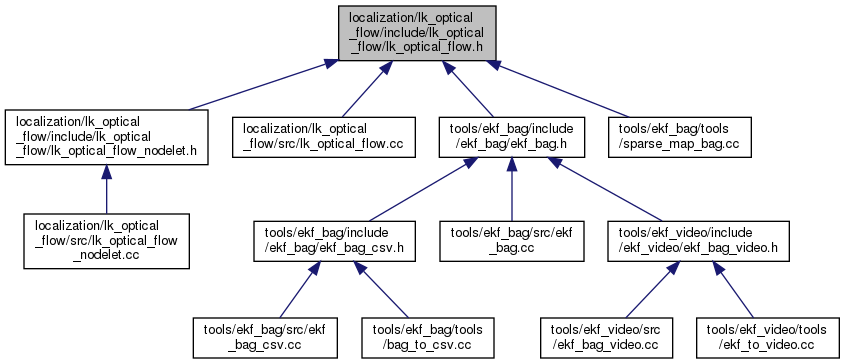 localization/lk_optical
_flow/include/lk_optical
_flow/lk_optical_flow.h
localization/lk_optical
_flow/include/lk_optical
_flow/lk_optical_flow_nodelet.h
localization/lk_optical
_flow/src/lk_optical_flow.cc
tools/ekf_bag/include
/ekf_bag/ekf_bag.h
tools/ekf_bag/tools
/sparse_map_bag.cc
localization/lk_optical
_flow/src/lk_optical_flow
_nodelet.cc
tools/ekf_bag/include
/ekf_bag/ekf_bag_csv.h
tools/ekf_bag/src/ekf
_bag.cc
tools/ekf_video/include
/ekf_video/ekf_bag_video.h
tools/ekf_bag/src/ekf
_bag_csv.cc
tools/ekf_bag/tools
/bag_to_csv.cc
tools/ekf_video/src
/ekf_bag_video.cc
tools/ekf_video/tools
/ekf_to_video.cc